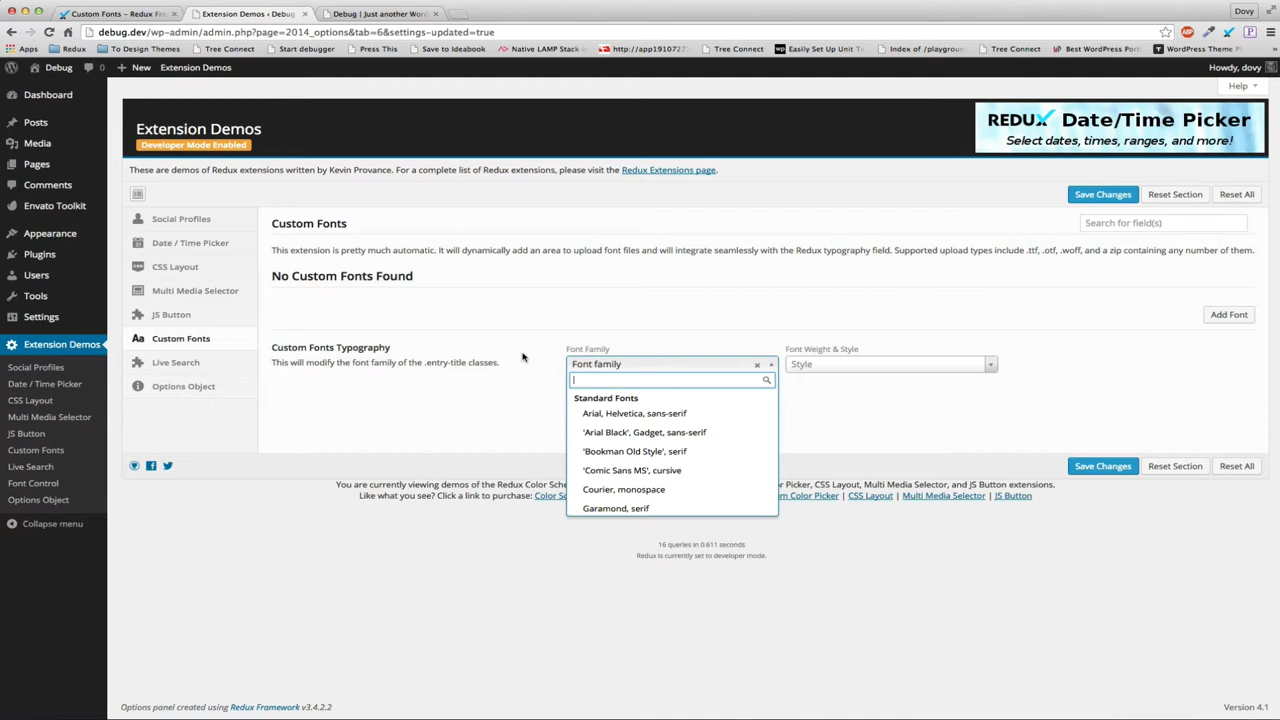 Custom Fonts – Redux Fram
Extension Demos ‹ Debug
Debug | Just another Word
Dovy
debug.dev/wp-admin/admin.php?page=2014_options&tab=6&settings-updated=true
Apps
Redux
To Design Themes
Tree Connect
Start debugger
Press This
Save to Ideabook
Native LAMP Stack
http://app19107272
Tree Connect
Easily Set Up Unit T
Index of /playgroun
Tree Connect
Best WordPress Port
WordPress Theme
Debug
New
Extension Demos
Howdy, dovy
Help
Dashboard
Posts
Media
Pages
Comments
Envato Toolkit
Appearance
Plugins
Users
Tools
Settings
Extension Demos
Social Profiles
Date / Time Picker
CSS Layout
Multi Media Selector
JS Button
Custom Fonts
Live Search
Font Control
Options Object
Collapse menu
Extension Demos
Developer Mode Enabled
REDUX Date/Time Picker
Select dates, times, ranges, and more!
These are demos of Redux extensions written by Kevin Provance. For a complete list of Redux extensions, please visit the Redux Extensions page.
Save Changes
Reset Section
Reset All
Social Profiles
Date / Time Picker
CSS Layout
Multi Media Selector
JS Button
Aa Custom Fonts
Live Search
Options Object
Custom Fonts
Search for field(s)
This extension is pretty much automatic. It will dynamically add an area to upload font files and will integrate seamlessly with the Redux typography field. Supported upload types include .ttf, .otf, .woff, and a zip containing any number of them.
No Custom Fonts Found
Add Font
Custom Fonts Typography
This will modify the font family of the .entry-title classes.
Font Family
Font family
Font Weight & Style
Style
Standard Fonts
Arial, Helvetica, sans-serif
'Arial Black', Gadget, sans-serif
'Bookman Old Style', serif
'Comic Sans MS', cursive
Courier, monospace
Garamond, serif
Save Changes
Reset Section
Reset All
You are currently viewing demos of the Redux Color Sche
Picker, CSS Layout, Multi Media Selector, and JS Button extensions.
Like what you see? Click a link to purchase: Color Sc
om Color Picker | CSS Layout | Multi Media Selector | JS Button
16 queries in 0.611 seconds
Redux is currently set to developer mode.
Options panel created using Redux Framework v3.4.2.2
Version 4.1